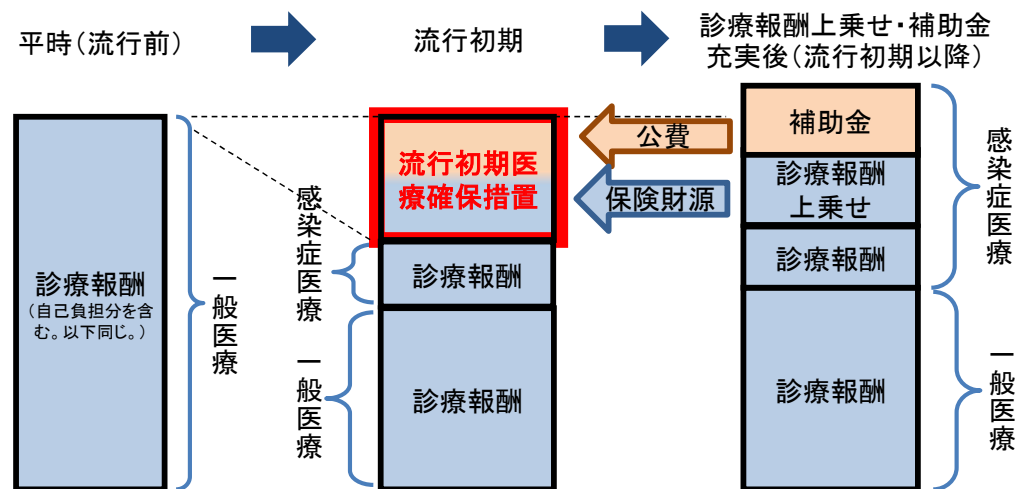 平時(流行前)
流行初期
診療報酬上乗せ・補助金
充実後(流行初期以降)
診療報酬
(自己負担分を含
む。以下同じ。)
一般医療
流行初期医
療確保措置
診療報酬
診療報酬
感染症医療
一般医療
公費
保険財源
補助金
診療報酬
上乗せ
診療報酬
診療報酬
感染症医療
一般医療